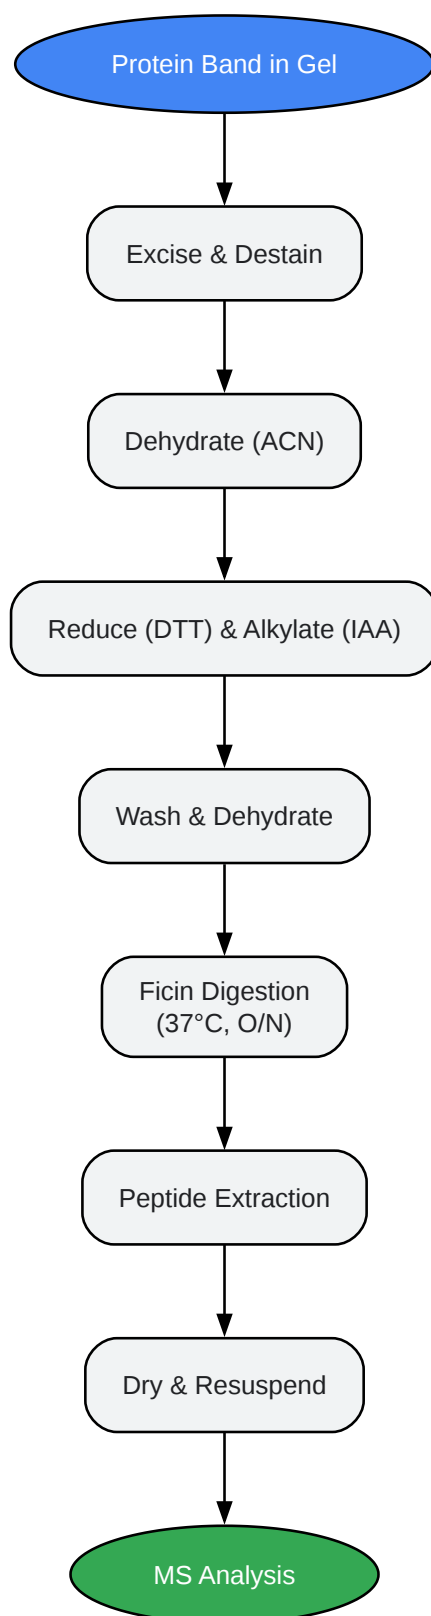 Protein Band in Gel
Excise & Destain
Dehydrate (ACN)
Reduce (DTT) & Alkylate (IAA)
Wash & Dehydrate
Ficin Digestion
(37°C, O/N)
Peptide Extraction
Dry & Resuspend
MS Analysis